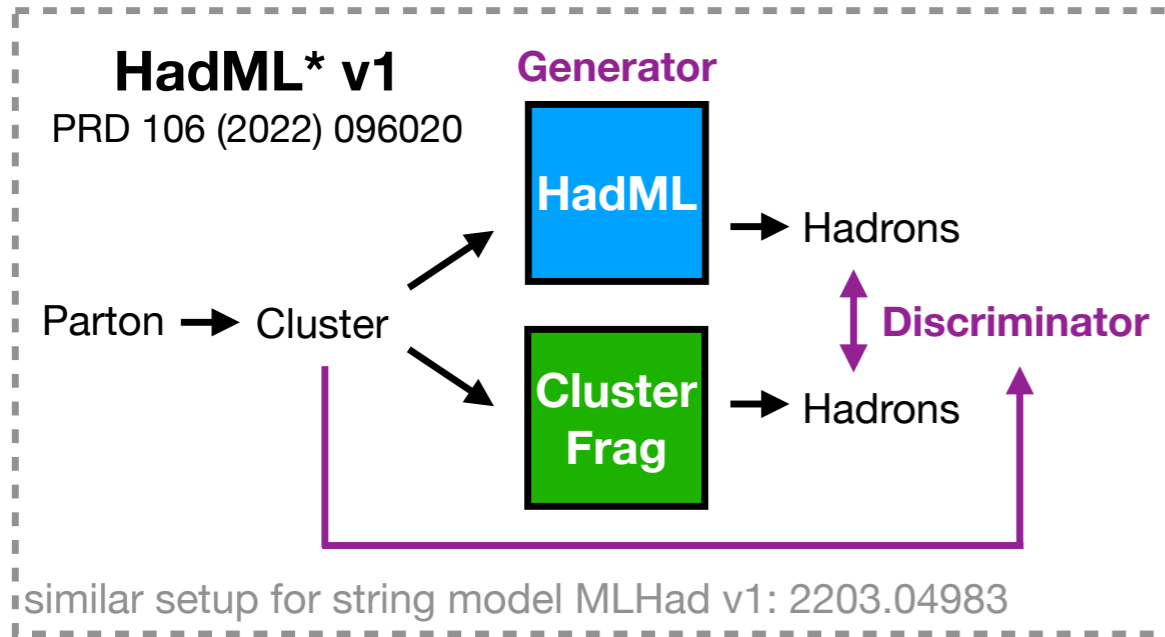 HadML* v1
PRD 106 (2022) 096020
Generator
HadML
Hadrons
Parton
Cluster
Discriminator
Cluster
Frag
Hadrons
similar setup for string model MLHad v1: 2203.04983